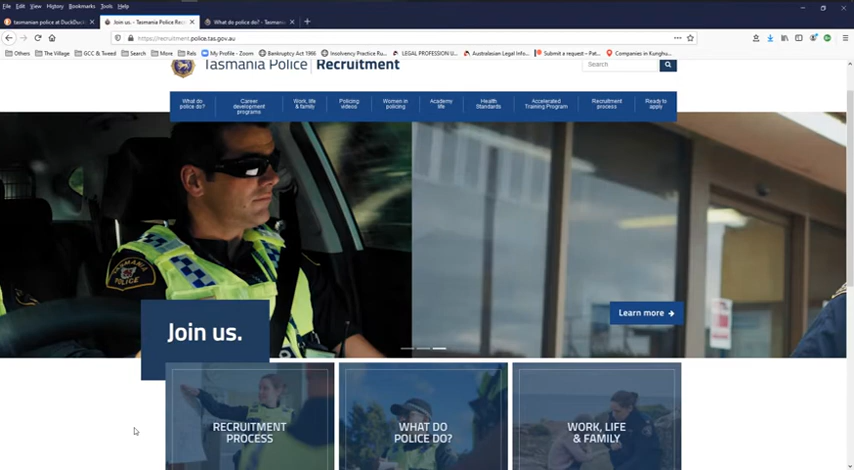 File Edit View History Bookmarks Tools Help
tasmanian police at DuckDuck
Join us. - Tasmania Police Rec
What do police do? - Tasmani
https://recruitment.police.tas.gov.au
Others The Village GCC & Tweed Search More Rels My Profile - Zoom Bankruptcy Act 1966 Insolvency Practice Ru... LEGAL PROFESSION U... Australasian Legal Info... Submit a request - Pat... Companies in Kunghu...
Tasmania Police Recruitment
Search
What do police do?
Career development programs
Work, life & family
Policing videos
Women in policing
Academy life
Health Standards
Accelerated Training Program
Recruitment process
Ready to apply
TASMANIA
POLICE
Learn more
Join us.
RECRUITMENT
PROCESS
WHAT DO
POLICE DO?
WORK, LIFE
& FAMILY